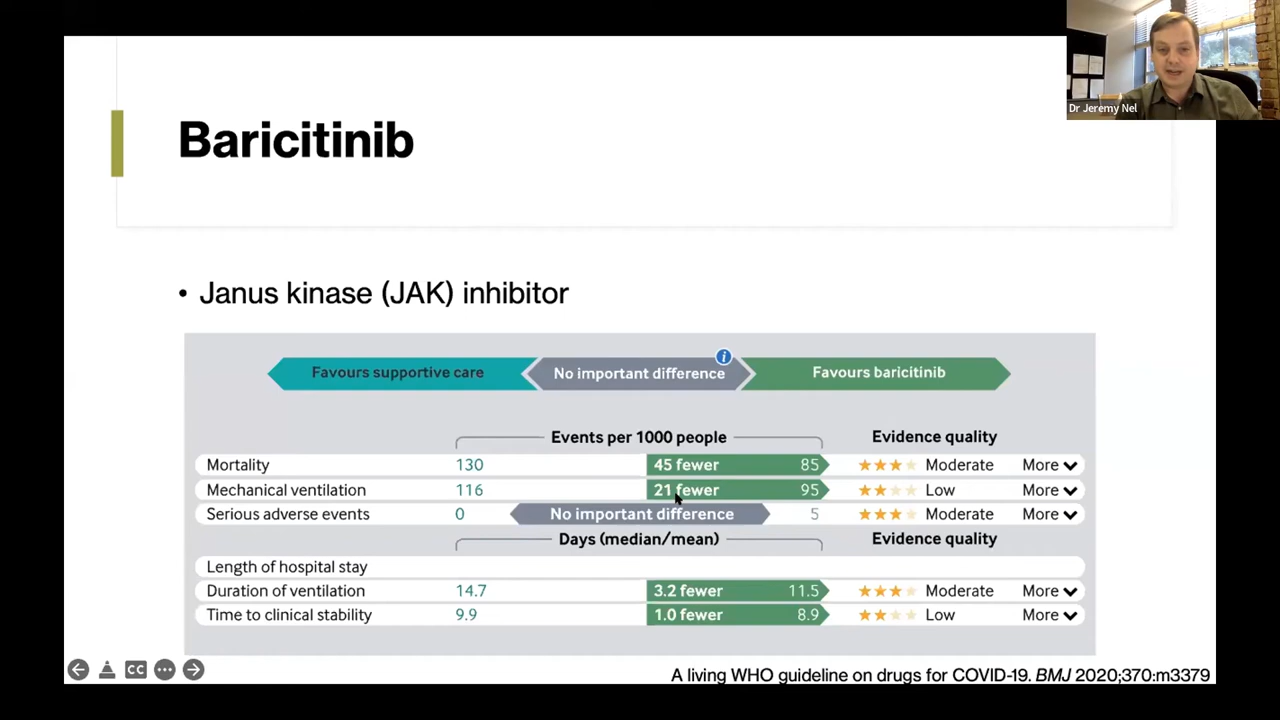 Dr Jeremy Nel
Baricitinib
• Janus kinase (JAK) inhibitor
Favours supportive care No important difference i Favours baricitinib
Events per 1000 people Evidence quality
Mortality 130 45 fewer 85 Moderate More
Mechanical ventilation 116 21 fewer 95 Low More
Serious adverse events 0 No important difference 5 Moderate More
Days (median/mean) Evidence quality
Length of hospital stay
Duration of ventilation 14.7 3.2 fewer 11.5 Moderate More
Time to clinical stability 9.9 1.0 fewer 8.9 Low More
CC
A living WHO guideline on drugs for COVID-19. BMJ 2020;370:m3379